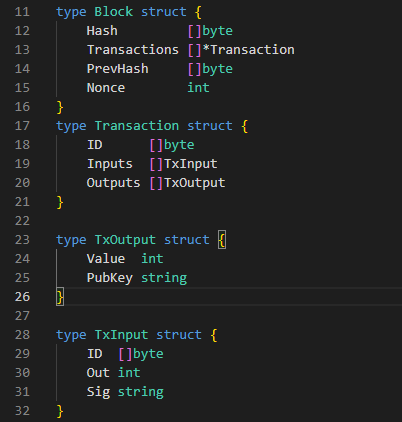 11 type Block struct {
12     Hash         []byte
13     Transactions []*Transaction
14     PrevHash     []byte
15     Nonce        int
16 }
17 type Transaction struct {
18     ID      []byte
19     Inputs  []TxInput
20     Outputs []TxOutput
21 }
22
23 type TxOutput struct {
24     Value  int
25     PubKey string
26 }
27
28 type TxInput struct {
29     ID  []byte
30     Out int
31     Sig string
32 }